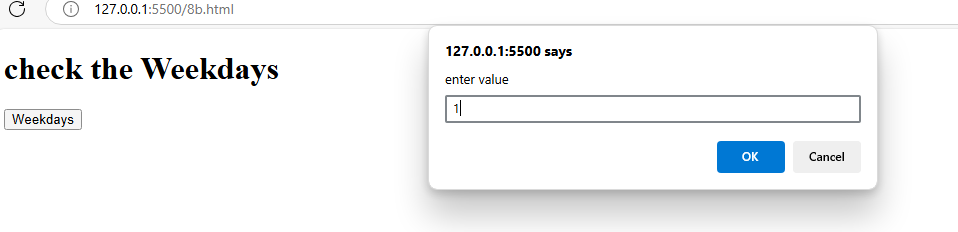 127.0.0.1:5500/8b.html
check the Weekdays
Weekdays
127.0.0.1:5500 says
enter value
1
OK
Cancel